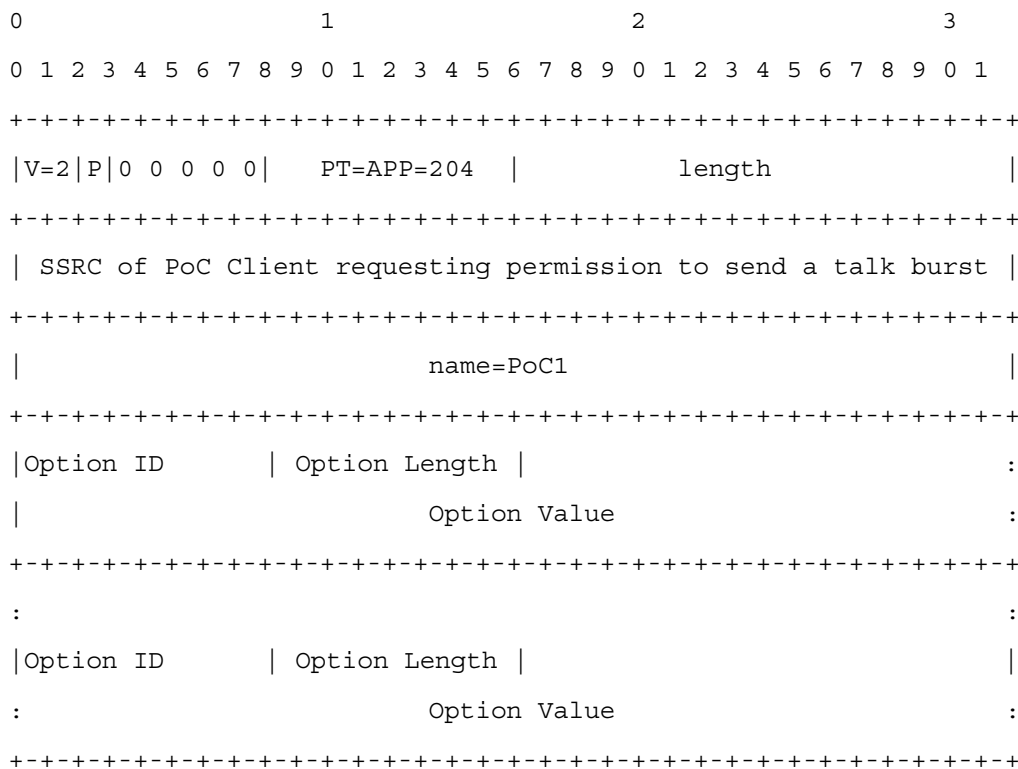 0                   1                   2                   3
0 1 2 3 4 5 6 7 8 9 0 1 2 3 4 5 6 7 8 9 0 1 2 3 4 5 6 7 8 9 0 1
+-+-+-+-+-+-+-+-+-+-+-+-+-+-+-+-+-+-+-+-+-+-+-+-+-+-+-+-+-+-+-+-+
|V=2|P|0 0 0 0 0|   PT=APP=204  |          length               |
+-+-+-+-+-+-+-+-+-+-+-+-+-+-+-+-+-+-+-+-+-+-+-+-+-+-+-+-+-+-+-+-+
| SSRC of PoC Client requesting permission to send a talk burst |
+-+-+-+-+-+-+-+-+-+-+-+-+-+-+-+-+-+-+-+-+-+-+-+-+-+-+-+-+-+-+-+-+
|                          name=PoC1                            |
+-+-+-+-+-+-+-+-+-+-+-+-+-+-+-+-+-+-+-+-+-+-+-+-+-+-+-+-+-+-+-+-+
|Option ID       | Option Length |                              :
|                          Option Value                         :
+-+-+-+-+-+-+-+-+-+-+-+-+-+-+-+-+-+-+-+-+-+-+-+-+-+-+-+-+-+-+-+-+
:                                                               :
|Option ID       | Option Length |                              |
:                          Option Value                         :
+-+-+-+-+-+-+-+-+-+-+-+-+-+-+-+-+-+-+-+-+-+-+-+-+-+-+-+-+-+-+-+-+